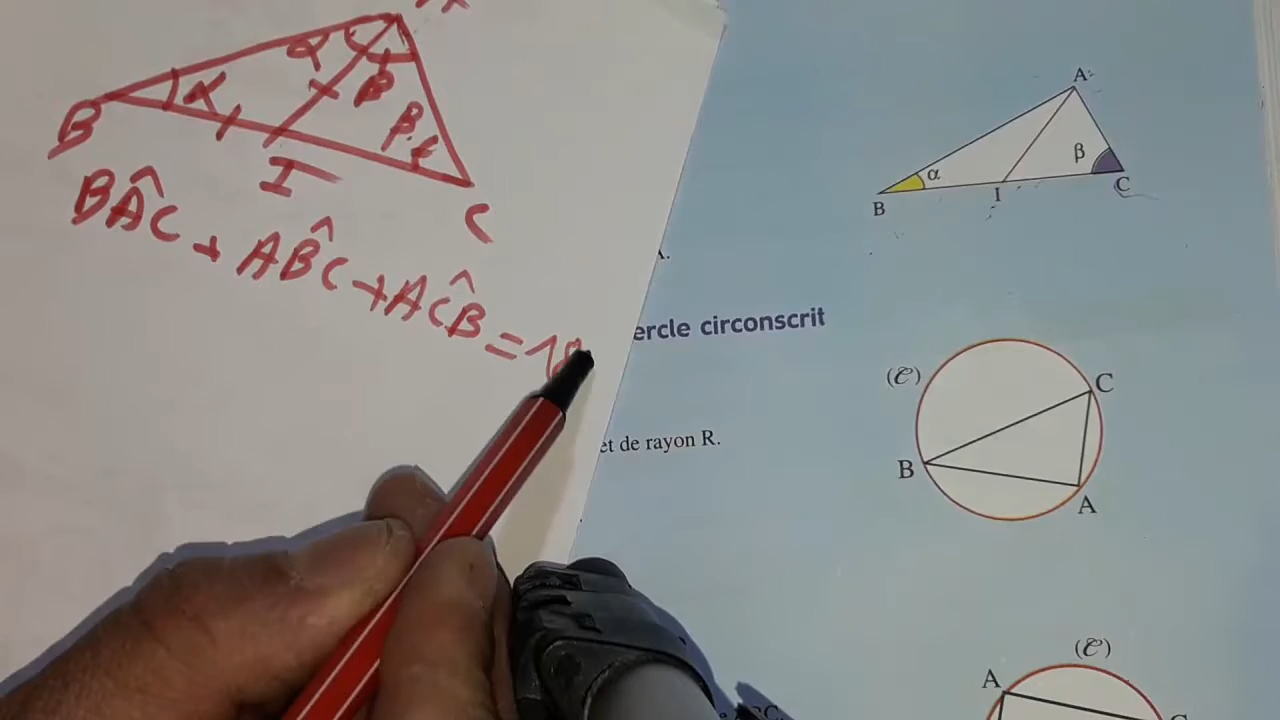 B α α β β I C
BÂC + AB̂C + AĈB = 18
A
α β
B I C
ercle circonscrit
(𝒞) C
et de rayon R.
B
A
(𝒞)
A